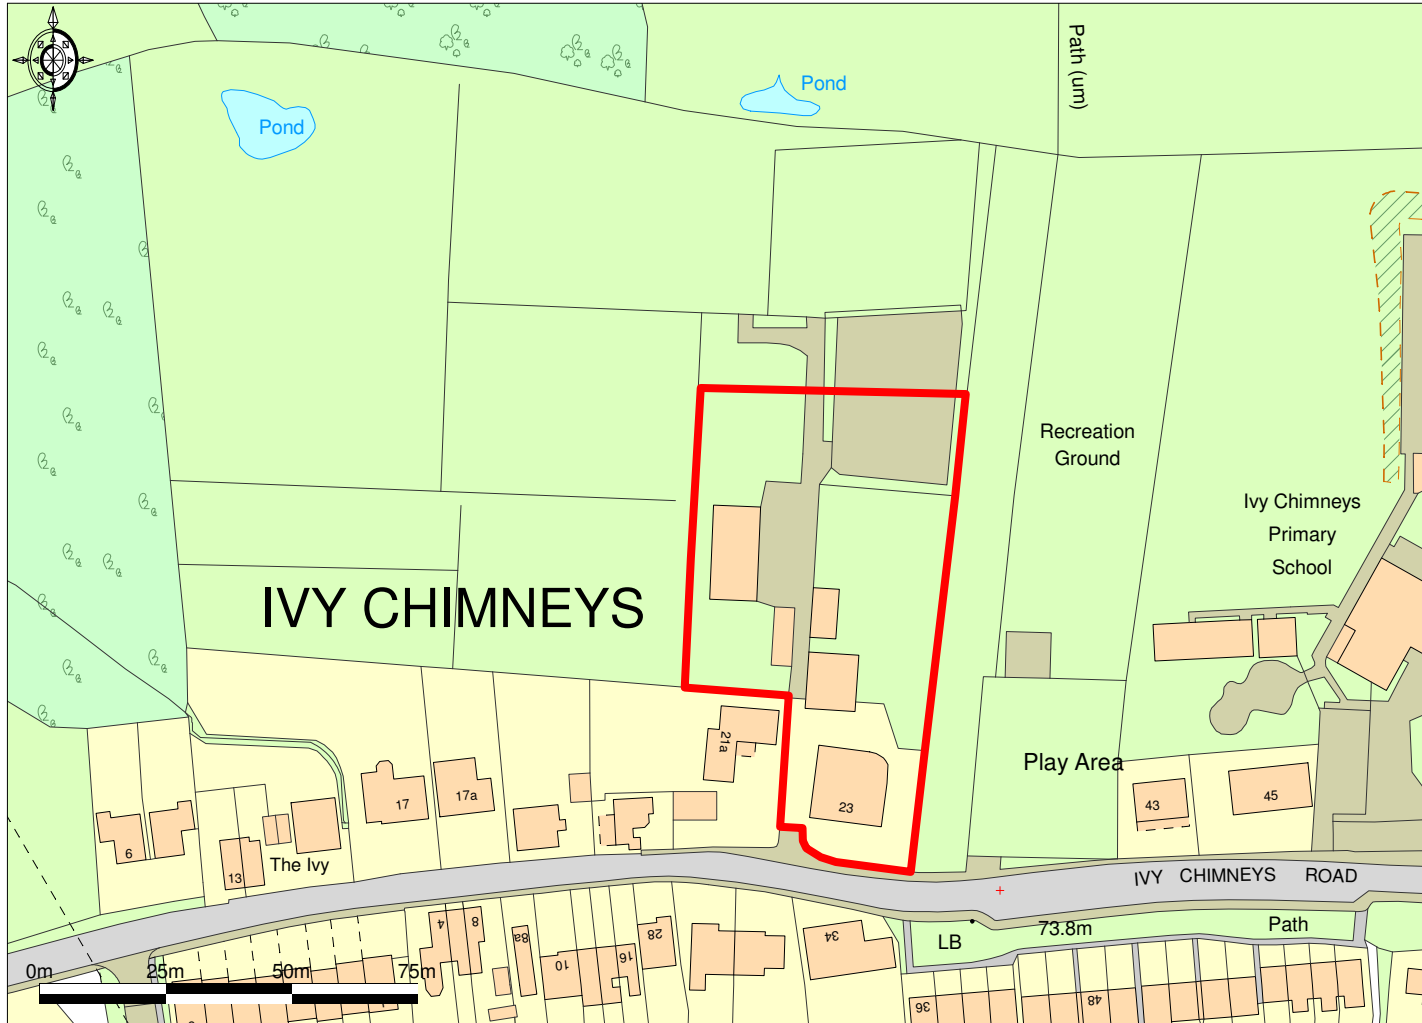 Path (um)
Pond
Pond
Recreation
Ground
Ivy Chimneys
Primary
School
IVY CHIMNEYS
21a
Play Area
17
17a
23
43
45
6
13
The Ivy
IVY CHIMNEYS ROAD
4
8
8a
10
16
28
34
LB
73.8m
Path
0m
25m
50m
75m
36
48